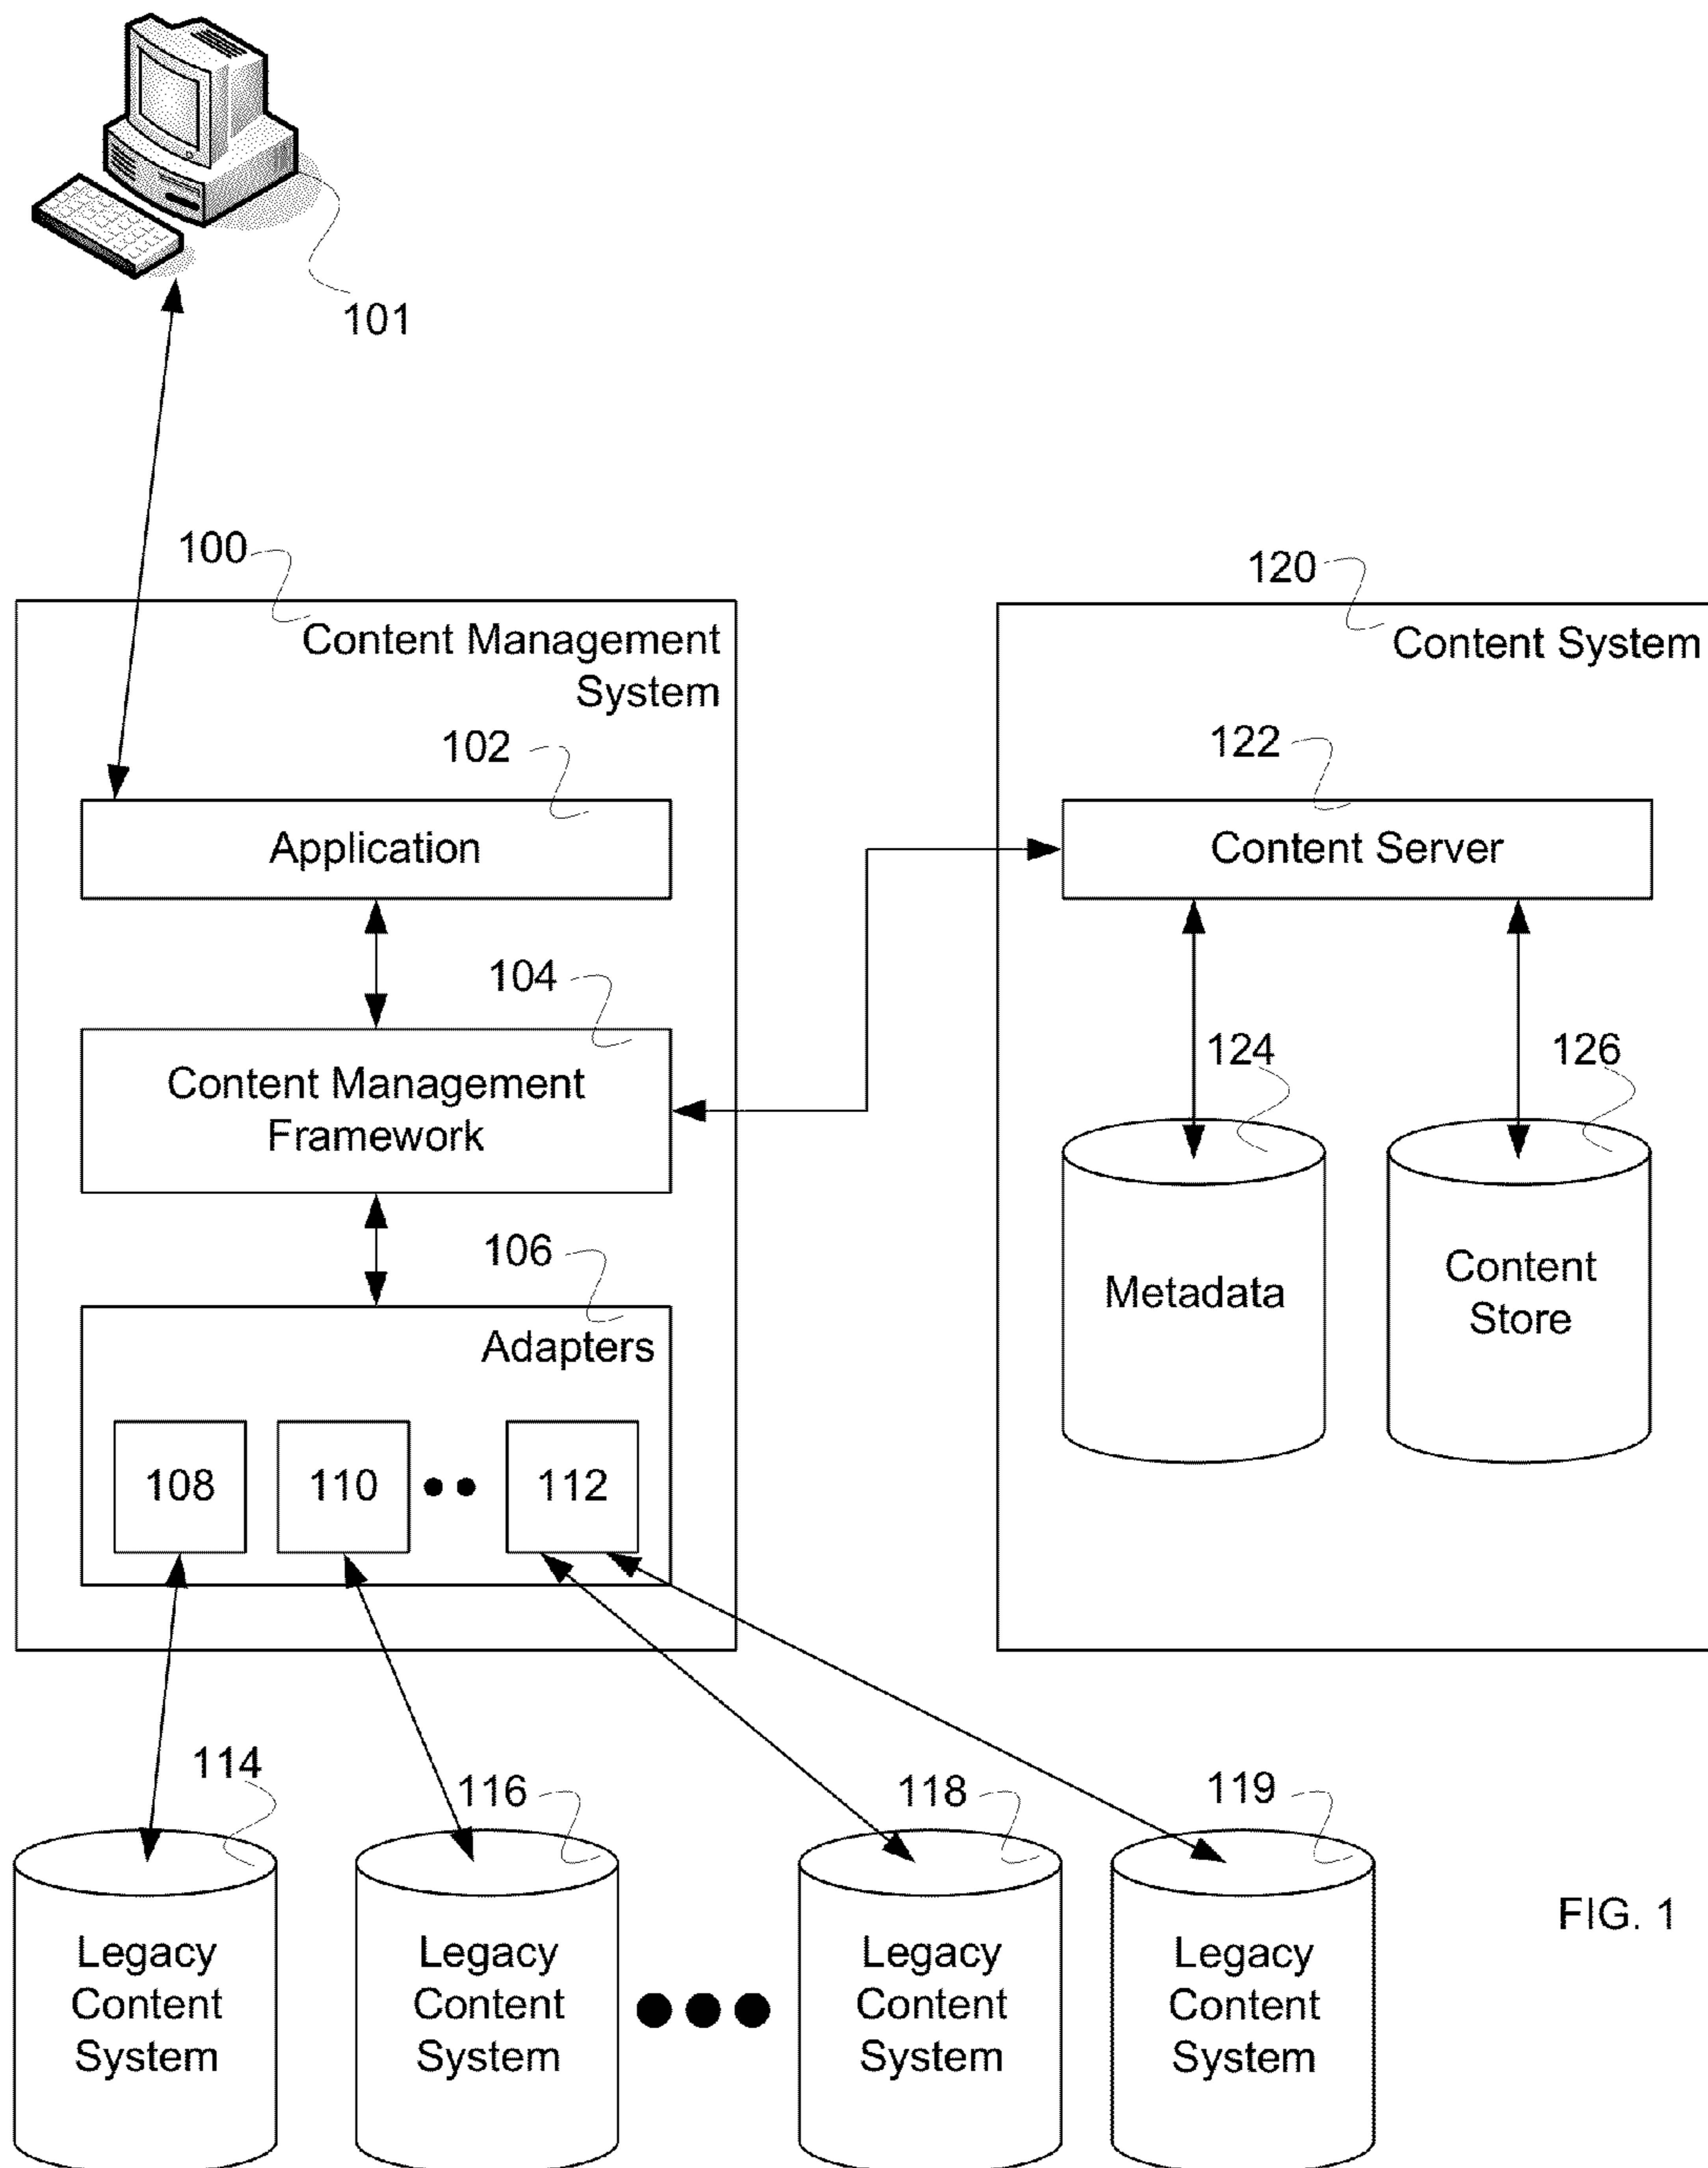 101
100
Content Management
System
120
Content System
102
Application
122
Content Server
104
Content Management
Framework
124
126
Metadata
Content
Store
106
Adapters
108
110
112
114
116
118
119
Legacy
Content
System
Legacy
Content
System
Legacy
Content
System
Legacy
Content
System
FIG. 1